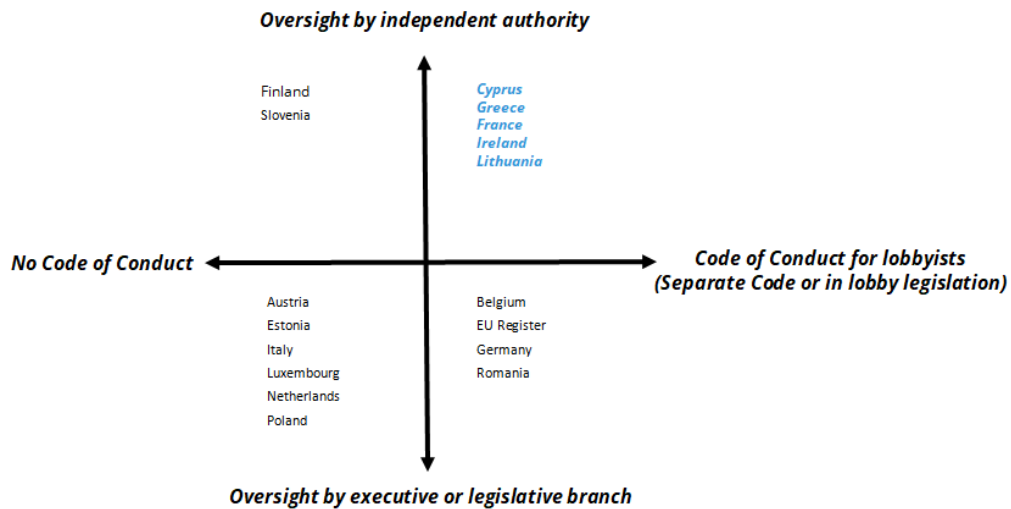 Oversight by independent authority
Finland
Slovenia
Cyprus
Greece
France
Ireland
Lithuania
No Code of Conduct
Code of Conduct for lobbyists
(Separate Code or in lobby legislation)
Austria
Estonia
Italy
Luxembourg
Netherlands
Poland
Belgium
EU Register
Germany
Romania
Oversight by executive or legislative branch